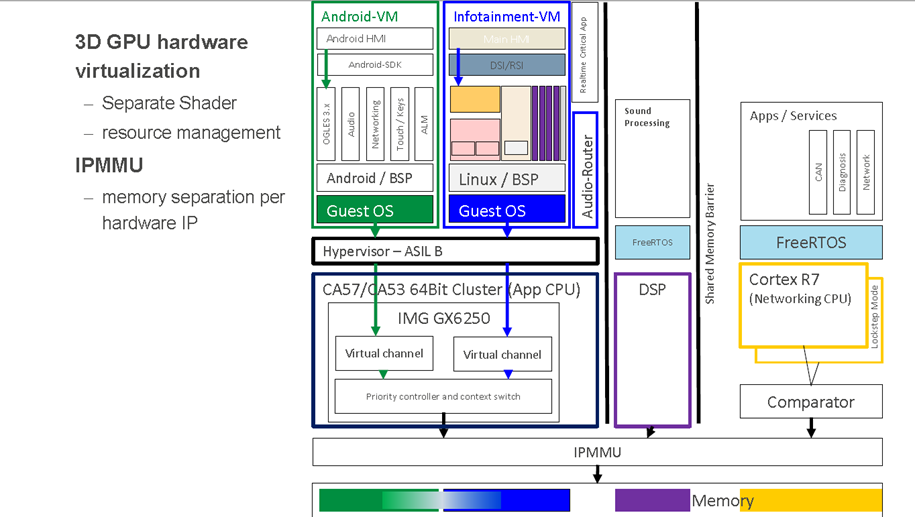 3D GPU hardware
virtualization
– Separate Shader
– resource management
IPMMU
– memory separation per
hardware IP
Android-VM
Android HMI
Android-SDK
OGLES 3.x
Audio
Networking
Touch / Keys
ALM
Android / BSP
Guest OS
Infotainment-VM
Main HMI
DSI/RSI
Linux / BSP
Guest OS
Realtime Critical App
Audio-Router
Hypervisor – ASIL B
CA57/CA53 64Bit Cluster (App CPU)
IMG GX6250
Virtual channel
Virtual channel
Priority controller and context switch
Sound
Processing
FreeRTOS
DSP
Shared Memory Barrier
Apps / Services
CAN
Diagnosis
Network
FreeRTOS
Cortex R7
(Networking CPU)
Lockstep Mode
Comparator
IPMMU
Memory